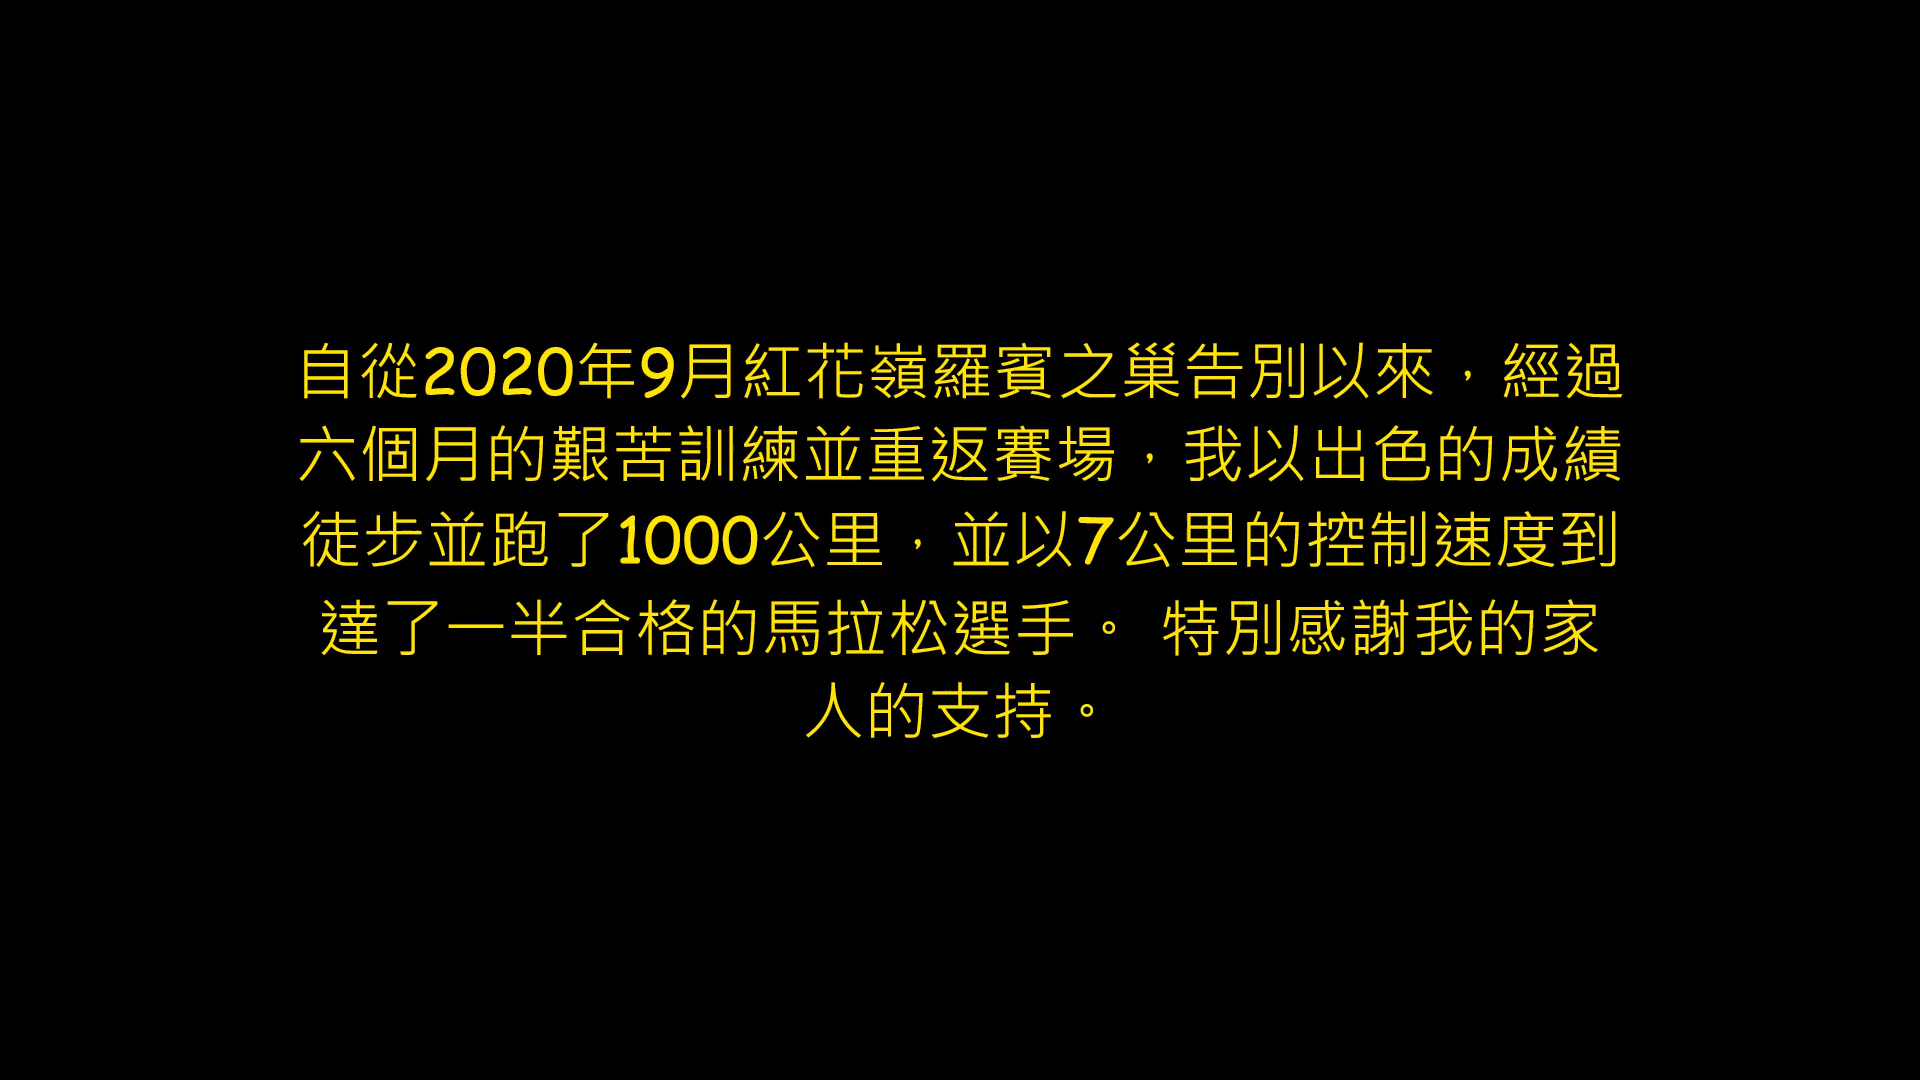 自從2020年9月紅花嶺羅賓之巢告別以來，經過
六個月的艱苦訓練並重返賽場，我以出色的成績
徒步並跑了1000公里，並以7公里的控制速度到
達了一半合格的馬拉松選手。 特別感謝我的家
人的支持。